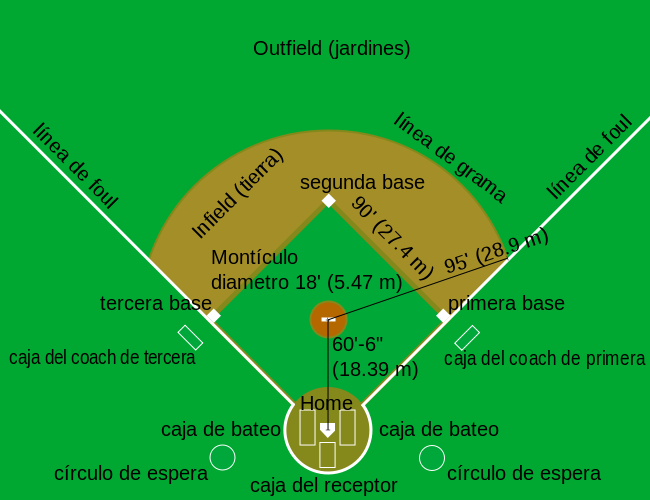 Outfield (jardines)
línea de foul
línea de grama
línea de foul
Infield (tierra)
segunda base
90' (27.4 m)
95' (28.9 m)
Montículo
diametro 18' (5.47 m)
tercera base
primera base
60'-6"
(18.39 m)
caja del coach de tercera
caja del coach de primera
Home
caja de bateo
caja de bateo
círculo de espera
círculo de espera
caja del receptor